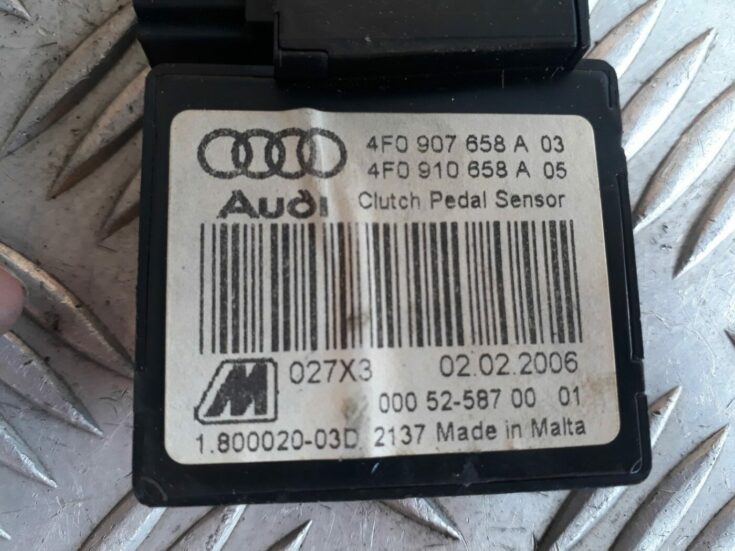 4F0 907 658 A 03
4F0 910 658 A 05
Audi Clutch Pedal Sensor
M 027X3 02.02.2006
000 52-587 00 01
1.800020-03D 2137 Made in Malta